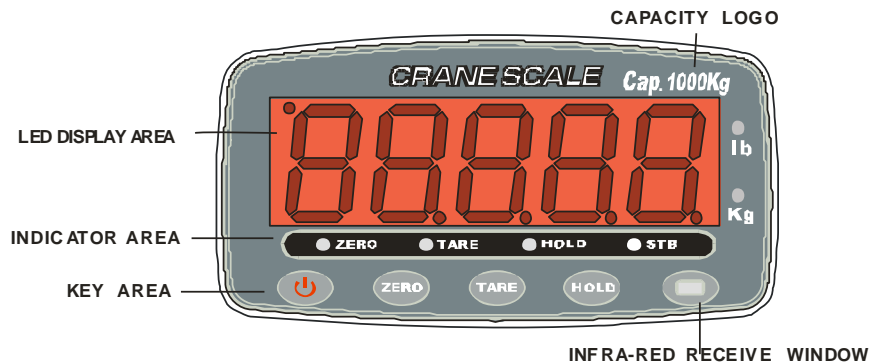 CAPACITY LOGO
CRANE SCALE Cap. 1000Kg
LED DISPLAY AREA
88888
lb
Kg
INDICATOR AREA
ZERO TARE HOLD STB
KEY AREA
ZERO TARE HOLD
INFRA-RED RECEIVE WINDOW